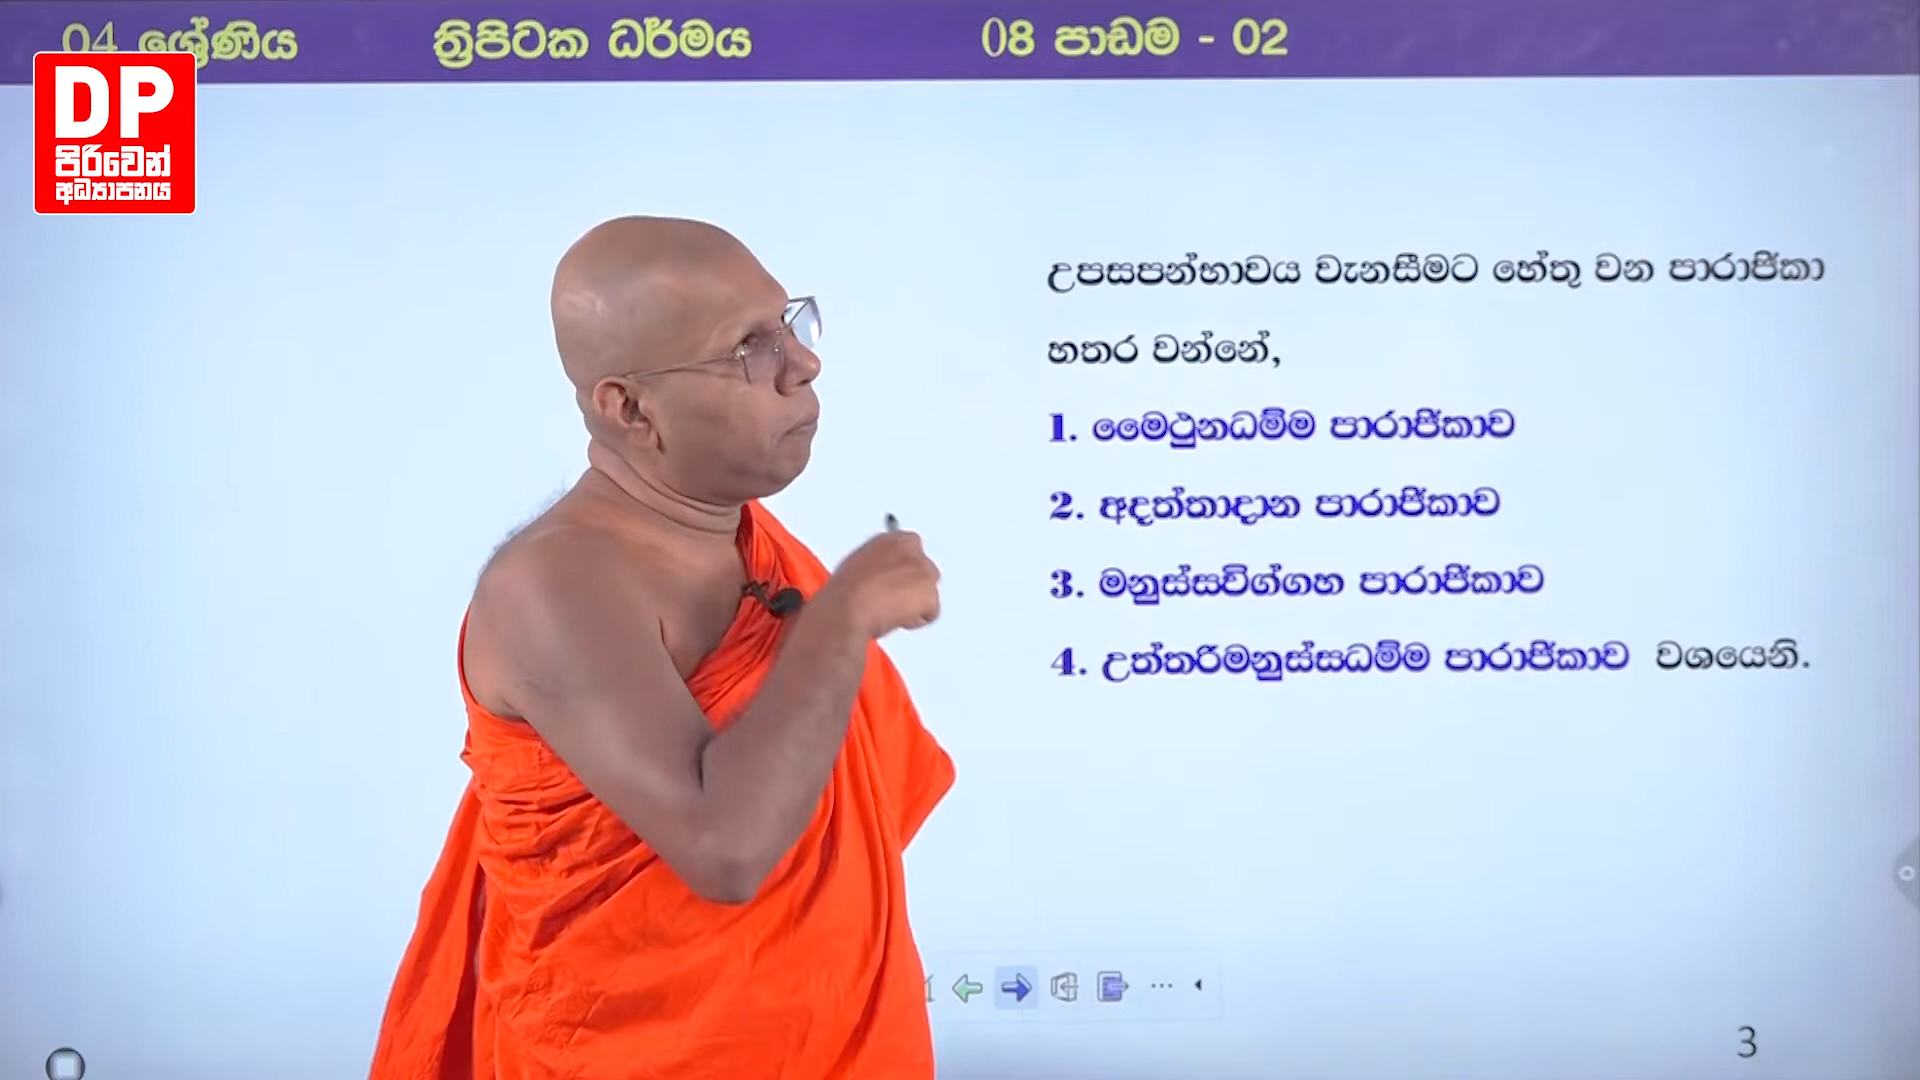 04 ශ්‍රේණිය ත්‍රිපිටක ධර්මය 08 පාඩම - 02
DP
පිරිවෙන්
අධ්‍යාපනය
උපසපන්භාවය වැනසීමට හේතු වන පාරාජිකා
හතර වන්නේ,
1. මෛථුනධම්ම පාරාජිකාව
2. අදත්තාදාන පාරාජිකාව
3. මනුස්සවිග්ගහ පාරාජිකාව
4. උත්තරිමනුස්සධම්ම පාරාජිකාව වශයෙනි.
3